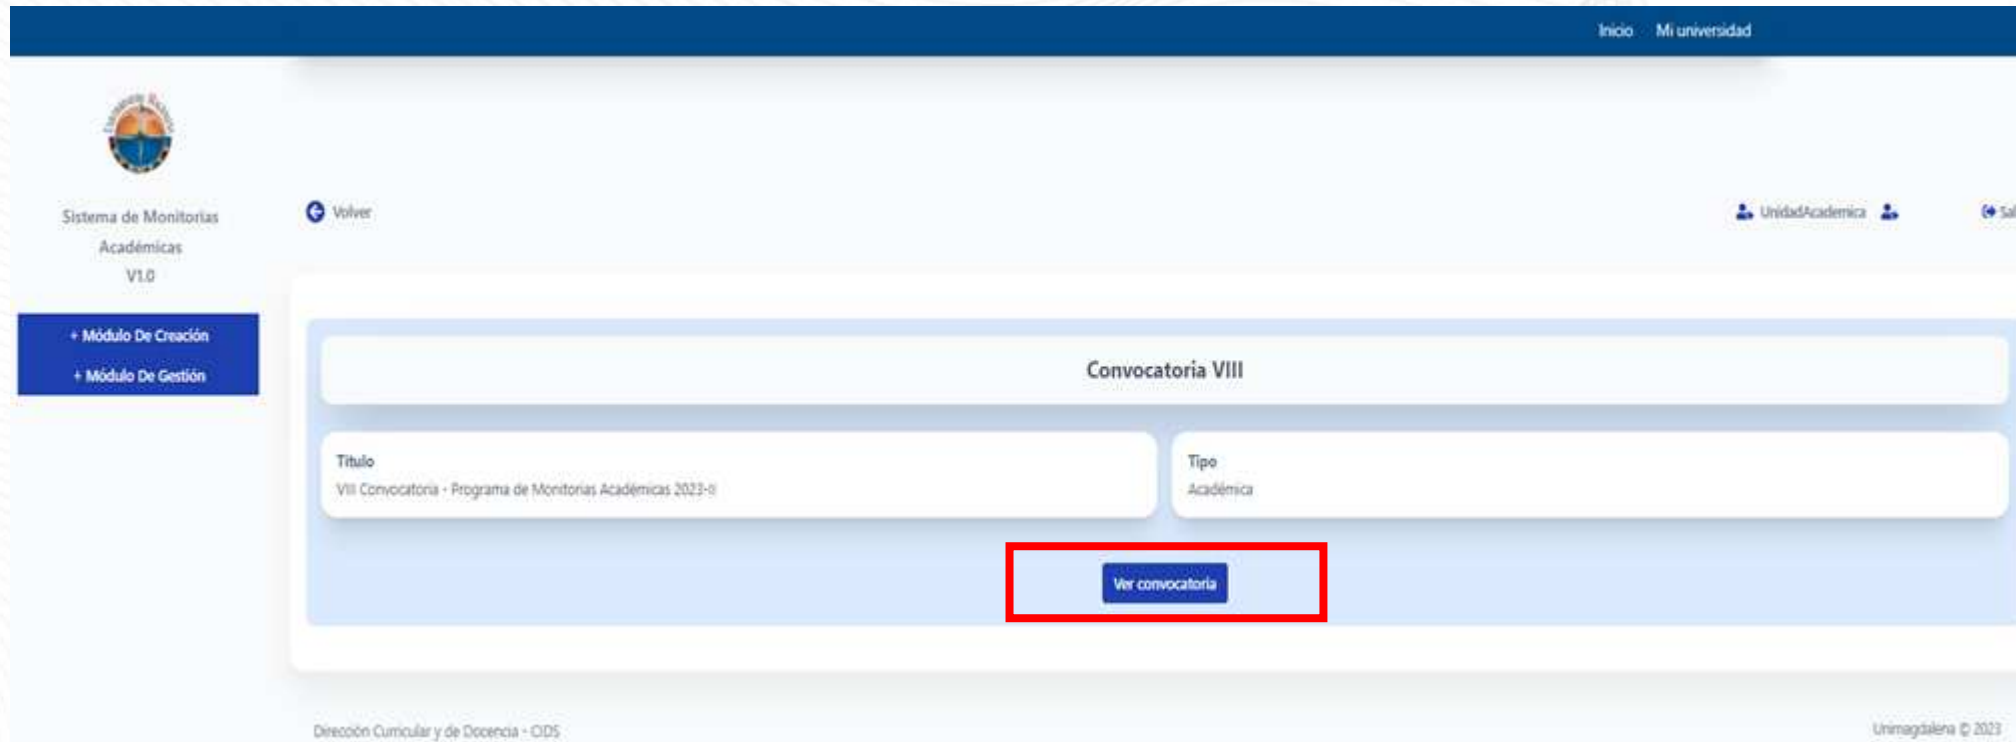 Inicio Mi universidad
Sistema de Monitorias
Académicas
V1.0
Volver
UnidadAcademica
Sal
+ Módulo De Creación
+ Módulo De Gestión
Convocatoria VIII
Título
VIII Convocatoria - Programa de Monitorias Académicas 2023-II
Tipo
Académica
Ver convocatoria
Dirección Curricular y de Docencia - CIDS
Unimagdalena © 2023